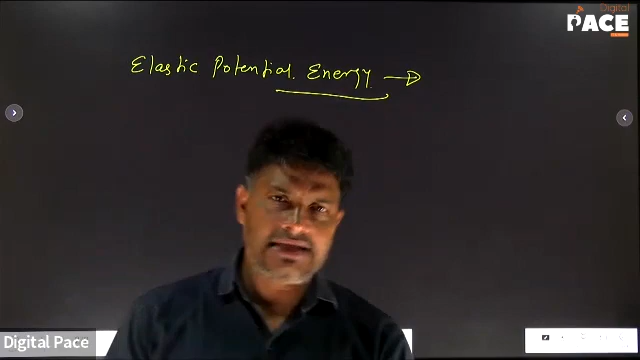 Digital
PACE
Elastic Potential Energy →
Digital Pace